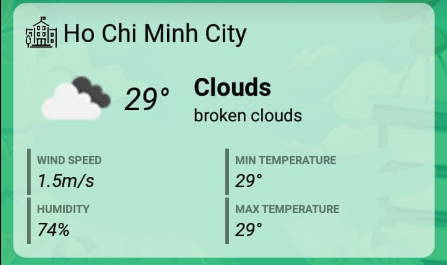 Ho Chi Minh City
29°
Clouds
broken clouds
WIND SPEED
1.5m/s
MIN TEMPERATURE
29°
HUMIDITY
74%
MAX TEMPERATURE
29°